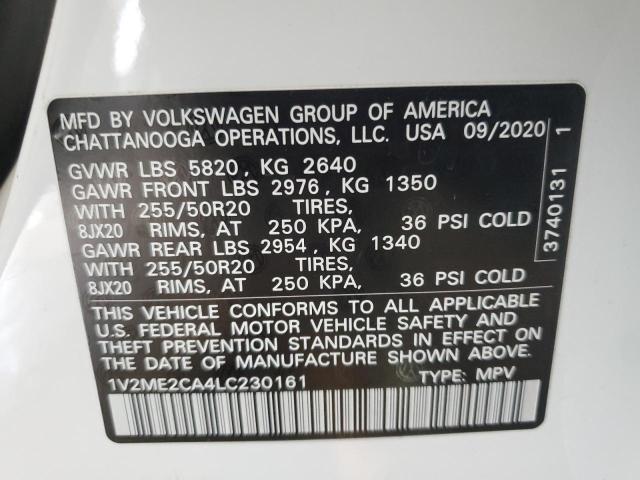 MFD BY VOLKSWAGEN GROUP OF AMERICA
CHATTANOOGA OPERATIONS, LLC. USA 09/2020
GVWR LBS 5820, KG 2640
GAWR FRONT LBS 2976, KG 1350
WITH 255/50R20 TIRES,
8JX20 RIMS, AT 250 KPA, 36 PSI COLD
GAWR REAR LBS 2954, KG 1340
WITH 255/50R20 TIRES,
8JX20 RIMS, AT 250 KPA, 36 PSI COLD
THIS VEHICLE CONFORMS TO ALL APPLICABLE
U.S. FEDERAL MOTOR VEHICLE SAFETY AND
THEFT PREVENTION STANDARDS IN EFFECT ON
THE DATE OF MANUFACTURE SHOWN ABOVE.
1V2ME2CA4LC230161 TYPE: MPV
3740131 1